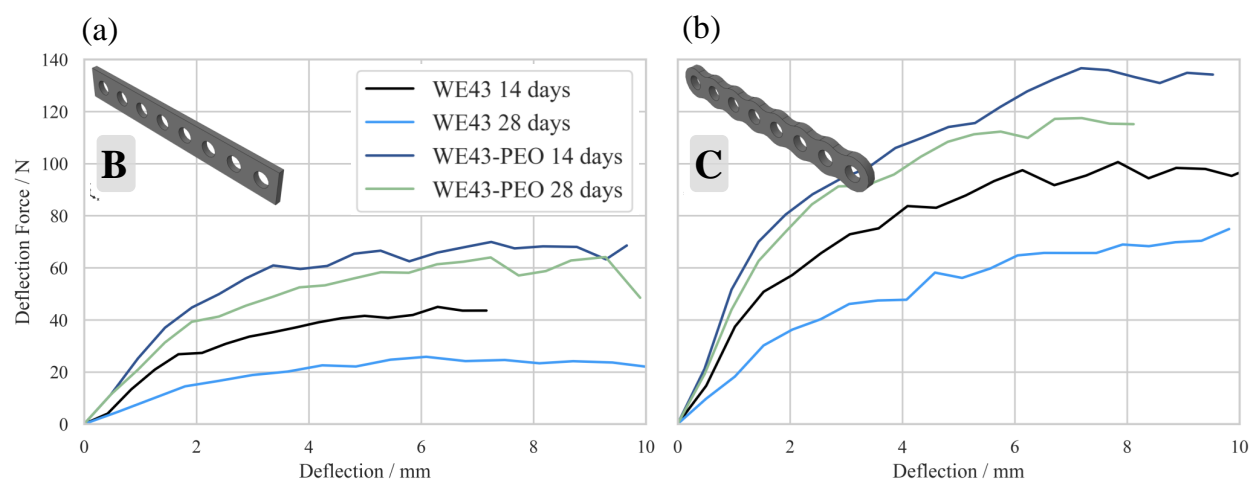 (a)
(b)
140
120
100
80
60
40
20
0
Deflection Force / N
B
WE43 14 days
WE43 28 days
WE43-PEO 14 days
WE43-PEO 28 days
C
0 2 4 6 8 10
0 2 4 6 8 10
Deflection / mm
Deflection / mm